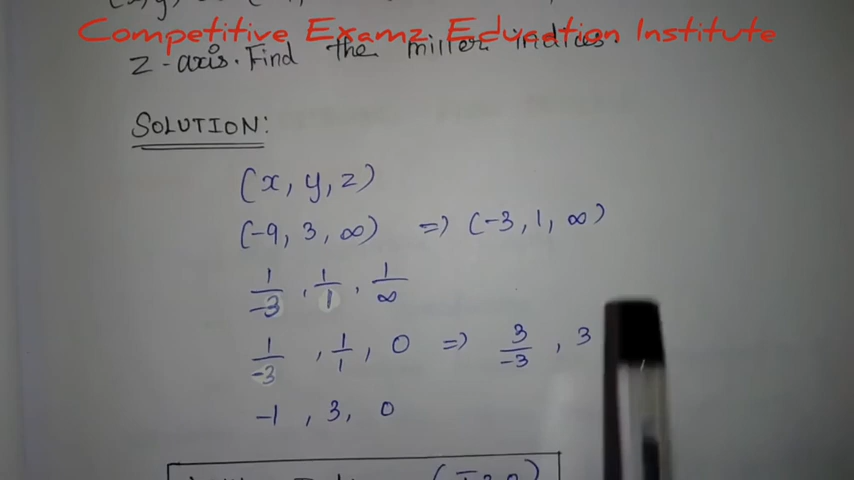 Competitive Examz Education Institute
z-axis. Find the miller indices.
SOLUTION:
(x, y, z)
(-9, 3, ∞) => (-3, 1, ∞)
1/-3, 1/1, 1/∞
1/-3, 1/1, 0 => 3/-3, 3
-1, 3, 0